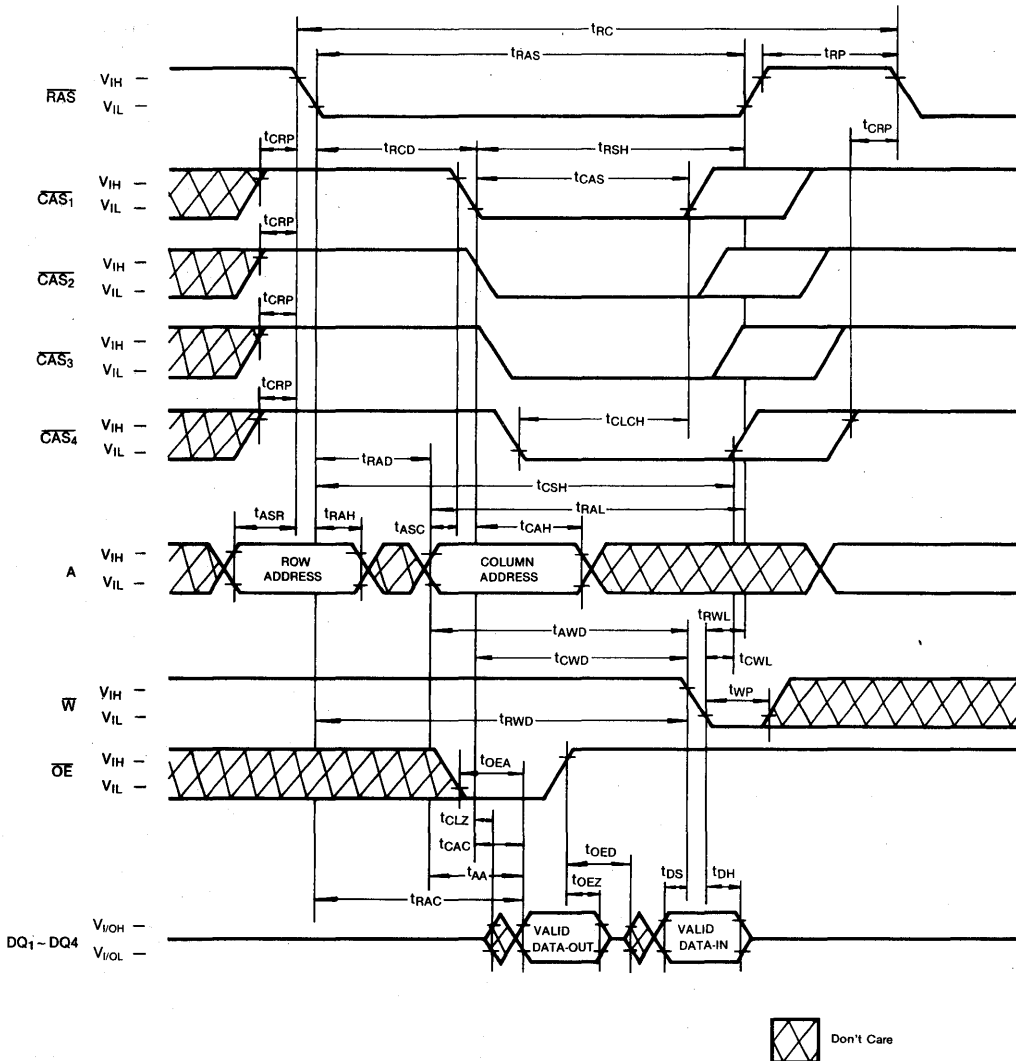 tRC
tRAS
tRP
RAS
VIH
VIL
tCRP
tRCD
tRSH
tCRP
CAS1
VIH
VIL
tCAS
tCRP
CAS2
VIH
VIL
tCRP
CAS3
VIH
VIL
tCRP
CAS4
VIH
VIL
tCLCH
tRAD
tCSH
tRAL
tASR
tRAH
tASC
tCAH
A
VIH
VIL
ROW
ADDRESS
COLUMN
ADDRESS
tAWD
tRWL
tCWD
tCWL
W
VIH
VIL
tWP
tRWD
OE
VIH
VIL
tOEA
tCLZ
tCAC
tOED
tAA
tOEZ
tDS
tDH
tRAC
DQ1~DQ4
VI/OH
VI/OL
VALID
DATA-OUT
VALID
DATA-IN
Don't Care